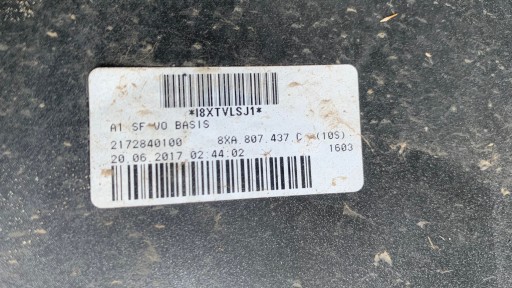 *I8XTVLSJ1*
A1 SF VO BASIS
2172840100 8XA 807.437 C (10S)
20.06.2017 02:44:02 1603